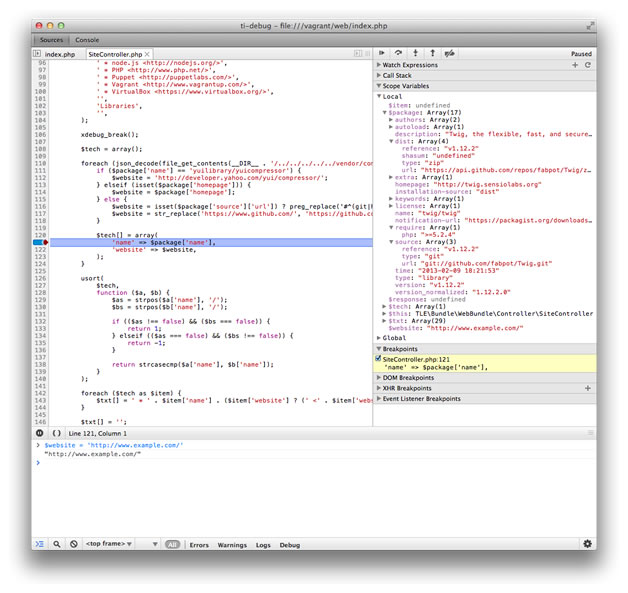 ti-debug - file:///vagrant/web/index.php
Sources
Console
index.php
SiteController.php ×
Paused
96 ' * node.js <http://nodejs.org/>',
97 ' * PHP <http://www.php.net/>',
98 ' * Puppet <http://puppetlabs.com/>',
99 ' * Vagrant <http://www.vagrantup.com/>',
100 ' * VirtualBox <https://www.virtualbox.org/>',
101 '',
102 'Libraries',
103 '',
104 );
105
106 xdebug_break();
107
108 $tech = array();
109
110 foreach (json_decode(file_get_contents(__DIR__ . '/../../../../../vendor/con
111 if ($package['name'] == 'yuilibrary/yuicompressor') {
112 $website = 'http://developer.yahoo.com/yui/compressor/';
113 } elseif (isset($package['homepage'])) {
114 $website = $package['homepage'];
115 } else {
116 $website = isset($package['source']['url']) ? preg_replace('#^(git|h
117 $website = str_replace('https://www.github.com/', 'https://github.c
118 }
119
120 $tech[] = array(
121 'name' => $package['name'],
122 'website' => $website,
123 );
124 }
125
126 usort(
127 $tech,
128 function ($a, $b) {
129 $as = strpos($a['name'], '/');
130 $bs = strpos($b['name'], '/');
131
132 if (($as !== false) && ($bs === false)) {
133 return 1;
134 } elseif (($as === false) && ($bs !== false)) {
135 return -1;
136 }
137
138 return strcasecmp($a['name'], $b['name']);
139 }
140 );
141
142 foreach ($tech as $item) {
143 $txt[] = ' * ' . $item['name'] . ($item['website'] ? (' <' . $item['webs
144 }
145
146 $txt[] = '';
Watch Expressions
Call Stack
Scope Variables
Local
$item: undefined
$package: Array(17)
authors: Array(2)
autoload: Array(1)
description: "Twig, the flexible, fast, and secure…
dist: Array(4)
reference: "v1.12.2"
shasum: "undefined"
type: "zip"
url: "https://api.github.com/repos/fabpot/Twig/z…
extra: Array(1)
homepage: "http://twig.sensiolabs.org"
installation-source: "dist"
keywords: Array(1)
license: Array(1)
name: "twig/twig"
notification-url: "https://packagist.org/downloads…
require: Array(1)
php: ">=5.2.4"
source: Array(3)
reference: "v1.12.2"
type: "git"
url: "git://github.com/fabpot/Twig.git"
time: "2013-02-09 18:21:53"
type: "library"
version: "v1.12.2"
version_normalized: "1.12.2.0"
$response: undefined
$tech: Array(1)
$this: TLE\Bundle\WebBundle\Controller\SiteController
$txt: Array(29)
$website: "http://www.example.com/"
Global
Breakpoints
SiteController.php:121
'name' => $package['name'],
DOM Breakpoints
XHR Breakpoints
Event Listener Breakpoints
{ } Line 121, Column 1
> $website = 'http://www.example.com/'
"http://www.example.com/"
>
<top frame>
All
Errors
Warnings
Logs
Debug